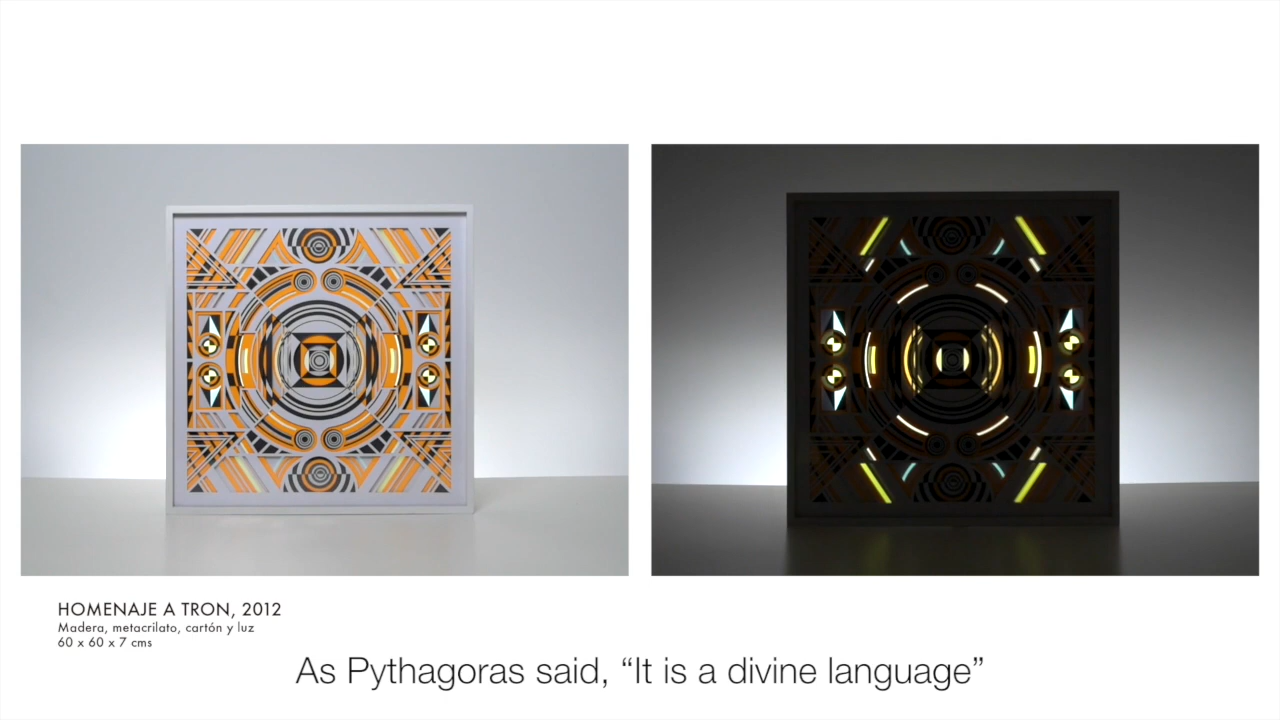 HOMENAJE A TRON, 2012
Madera, metacrilato, cartón y luz
60 x 60 x 7 cms
As Pythagoras said, “It is a divine language”